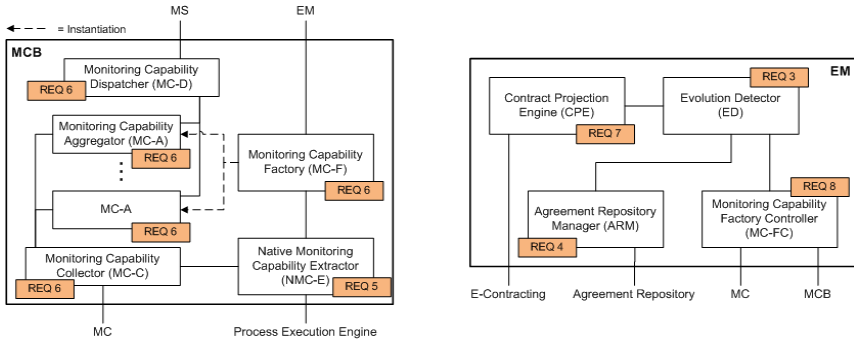 MS
EM
= Instantiation
MCB
Monitoring Capability
Dispatcher (MC-D)
REQ 6
Monitoring Capability
Aggregator (MC-A)
REQ 6
Monitoring Capability
Factory (MC-F)
REQ 6
MC-A
REQ 6
Monitoring Capability
Collector (MC-C)
REQ 6
Native Monitoring
Capability Extractor
(NMC-E)
REQ 5
MC
Process Execution Engine
EM
REQ 3
Contract Projection
Engine (CPE)
REQ 7
Evolution Detector
(ED)
REQ 8
Agreement Repository
Manager (ARM)
REQ 4
Monitoring Capability
Factory Controller
(MC-FC)
E-Contracting
Agreement Repository
MC
MCB